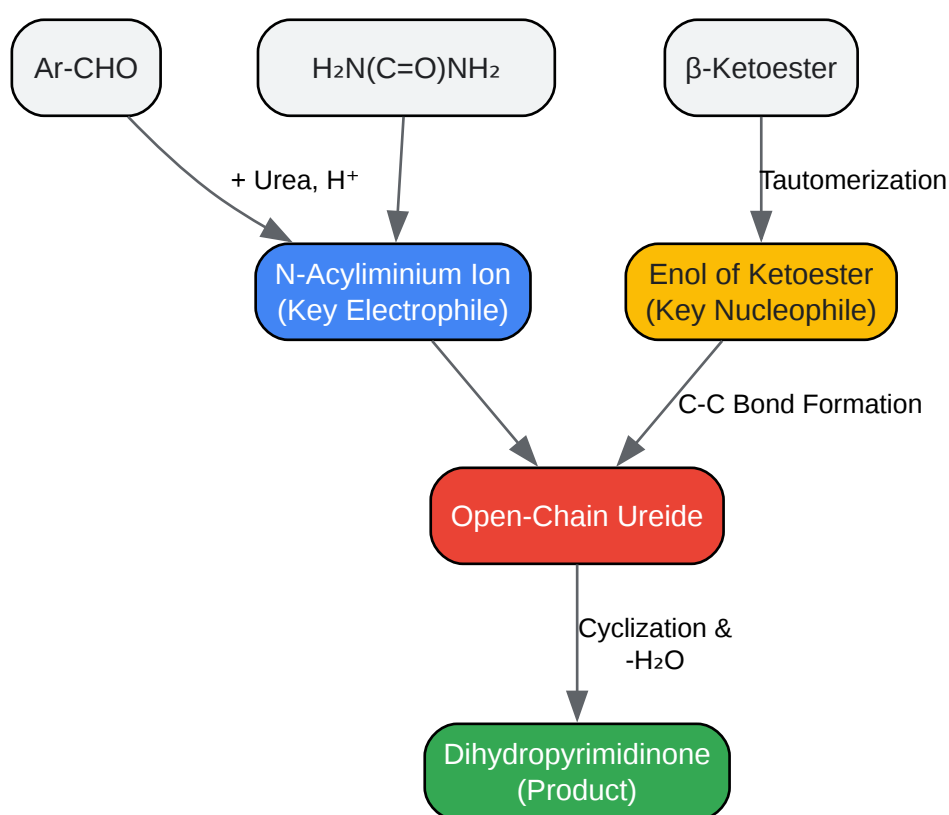 Ar-CHO
H₂N(C=O)NH₂
β-Ketoester
+ Urea, H⁺
Tautomerization
N-Acyliminium Ion
(Key Electrophile)
Enol of Ketoester
(Key Nucleophile)
C-C Bond Formation
Open-Chain Ureide
Cyclization &
-H₂O
Dihydropyrimidinone
(Product)